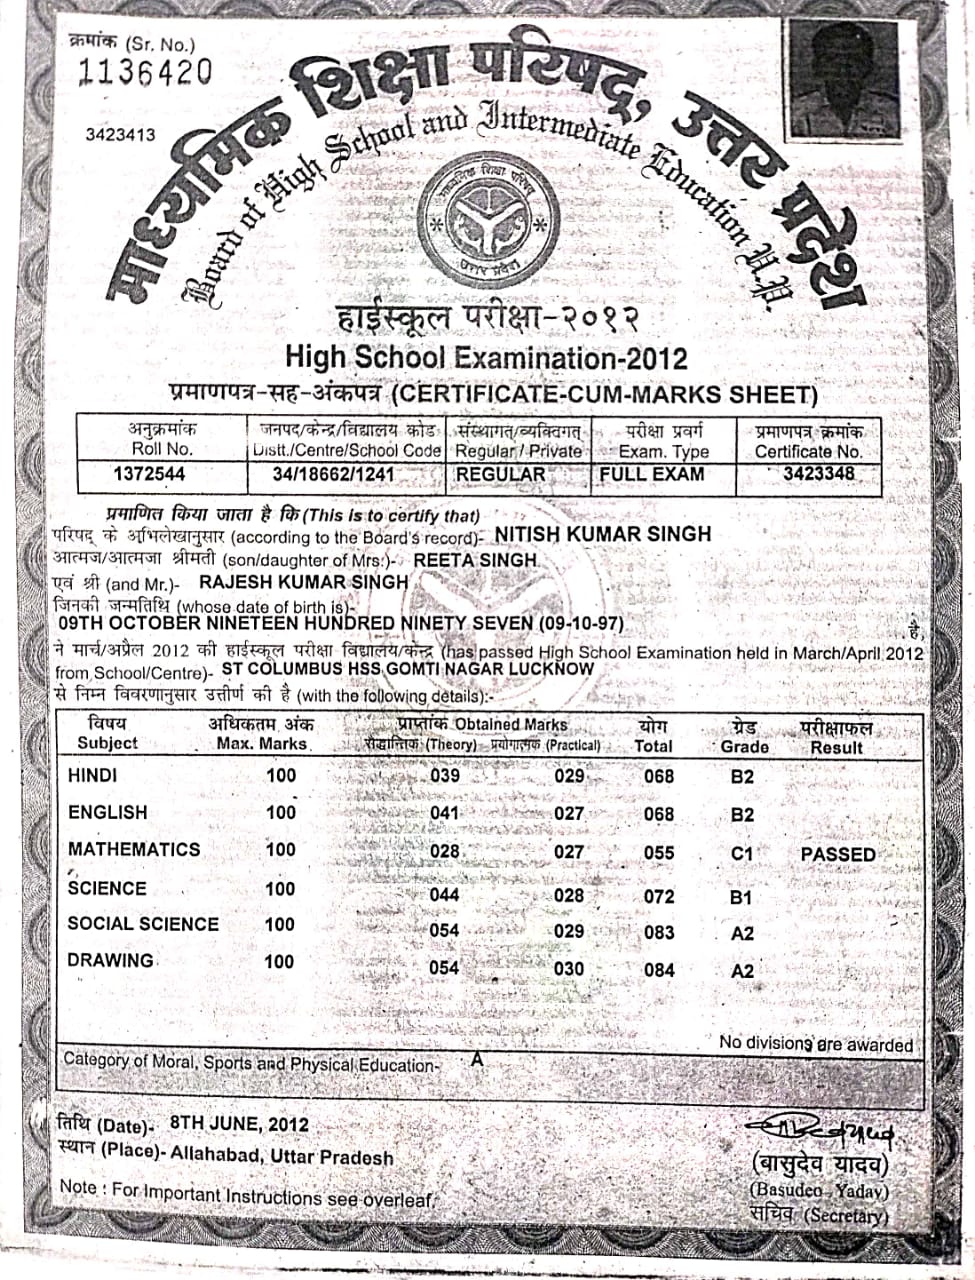 क्रमांक (Sr. No.)
1136420
3423413
माध्यमिक शिक्षा परिषद्, उत्तर प्रदेश
Board of High School and Intermediate Education U.P.
माध्यमिक शिक्षा परिषद
उत्तर प्रदेश
हाईस्कूल परीक्षा-२०१२
High School Examination-2012
प्रमाणपत्र-सह-अंकपत्र (CERTIFICATE-CUM-MARKS SHEET)
अनुक्रमांक जनपद/केन्द्र/विद्यालय कोड संस्थागत/व्यक्तिगत परीक्षा प्रवर्ग प्रमाणपत्र क्रमांक
Roll No. Distt./Centre/School Code Regular / Private Exam. Type Certificate No.
1372544 34/18662/1241 REGULAR FULL EXAM 3423348
प्रमाणित किया जाता है कि (This is to certify that)
परिषद् के अभिलेखानुसार (according to the Board's record)- NITISH KUMAR SINGH
आत्मज/आत्मजा श्रीमती (son/daughter of Mrs.)- REETA SINGH
एवं श्री (and Mr.)- RAJESH KUMAR SINGH
जिनकी जन्मतिथि (whose date of birth is)-
09TH OCTOBER NINETEEN HUNDRED NINETY SEVEN (09-10-97) है,
ने मार्च/अप्रैल 2012 की हाईस्कूल परीक्षा विद्यालय/केन्द्र (has passed High School Examination held in March/April 2012
from School/Centre)- ST COLUMBUS HSS GOMTI NAGAR LUCKNOW
से निम्न विवरणानुसार उत्तीर्ण की है (with the following details):-
विषय अधिकतम अंक प्राप्तांक Obtained Marks योग ग्रेड परीक्षाफल
Subject Max. Marks सैद्धान्तिक (Theory) प्रयोगात्मक (Practical) Total Grade Result
HINDI 100 039 029 068 B2
ENGLISH 100 041 027 068 B2
MATHEMATICS 100 028 027 055 C1 PASSED
SCIENCE 100 044 028 072 B1
SOCIAL SCIENCE 100 054 029 083 A2
DRAWING 100 054 030 084 A2
No divisions are awarded
Category of Moral, Sports and Physical Education- A
तिथि (Date)- 8TH JUNE, 2012
स्थान (Place)- Allahabad, Uttar Pradesh
Note : For Important Instructions see overleaf.
(बासुदेव यादव)
(Basudeo Yadav)
सचिव (Secretary)